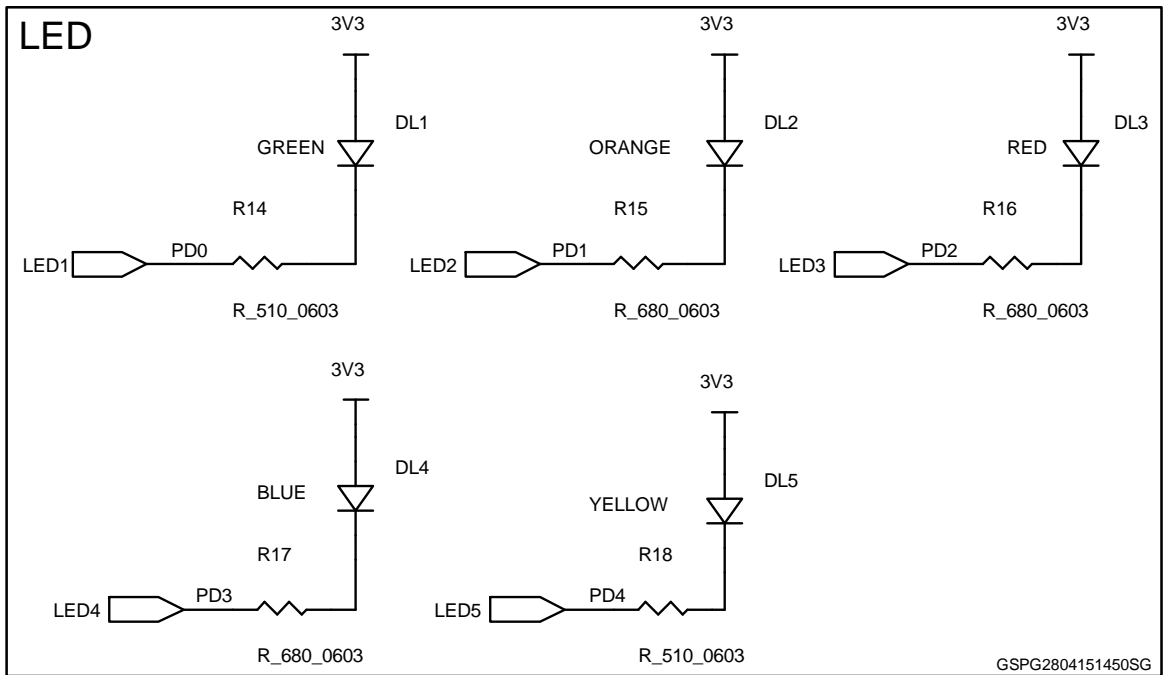 LED
3V3
3V3
3V3
DL1
DL2
DL3
GREEN
ORANGE
RED
R14
R15
R16
LED1
PD0
LED2
PD1
LED3
PD2
R_510_0603
R_680_0603
R_680_0603
3V3
3V3
DL4
DL5
BLUE
YELLOW
R17
R18
LED4
PD3
LED5
PD4
R_680_0603
R_510_0603
GSPG2804151450SG